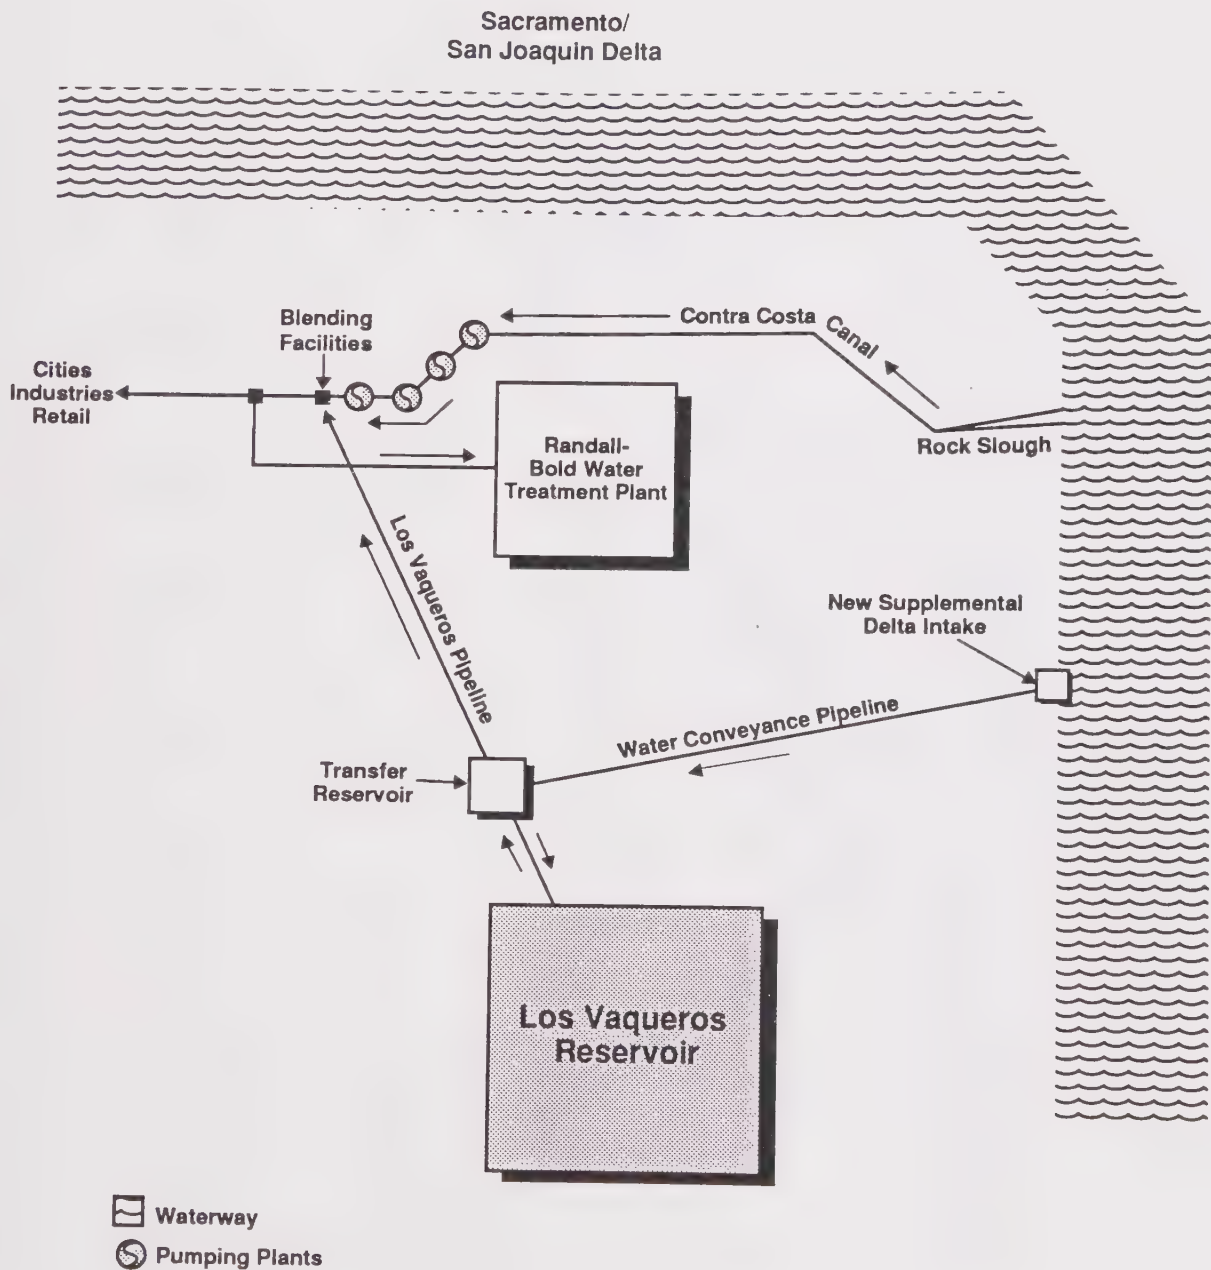 Sacramento/
San Joaquin Delta
Blending
Facilities
Contra Costa
Canal
Cities
Industries
Retail
Rock Slough
Randall-
Bold Water
Treatment Plant
Los Vaqueros Pipeline
New Supplemental
Delta Intake
Water Conveyance Pipeline
Transfer
Reservoir
Los Vaqueros
Reservoir
Waterway
Pumping Plants